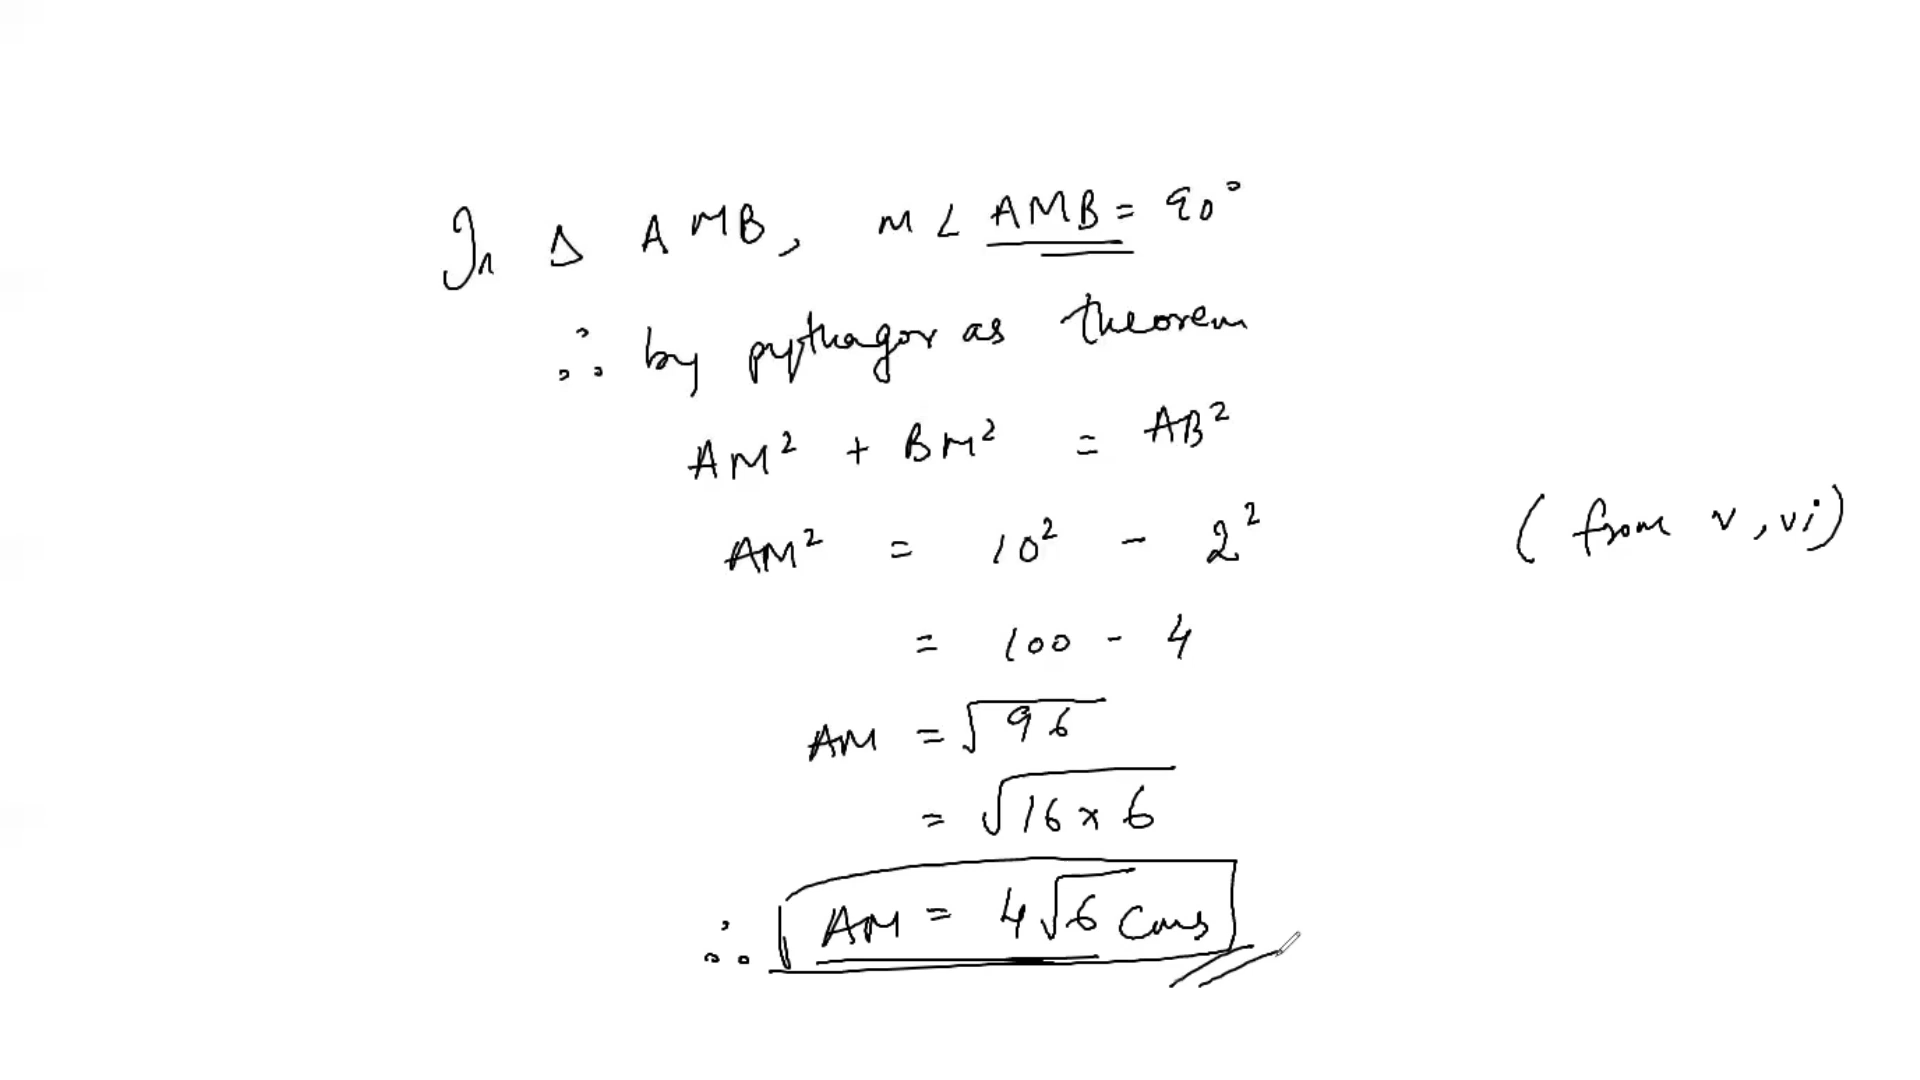 In Δ AMB, m∠AMB = 90°
∴ by pythagoras theorem
AM² + BM² = AB²
AM² = 10² - 2² (from v, vi)
= 100 - 4
AM = √96
= √16 × 6
∴ AM = 4√6 cms